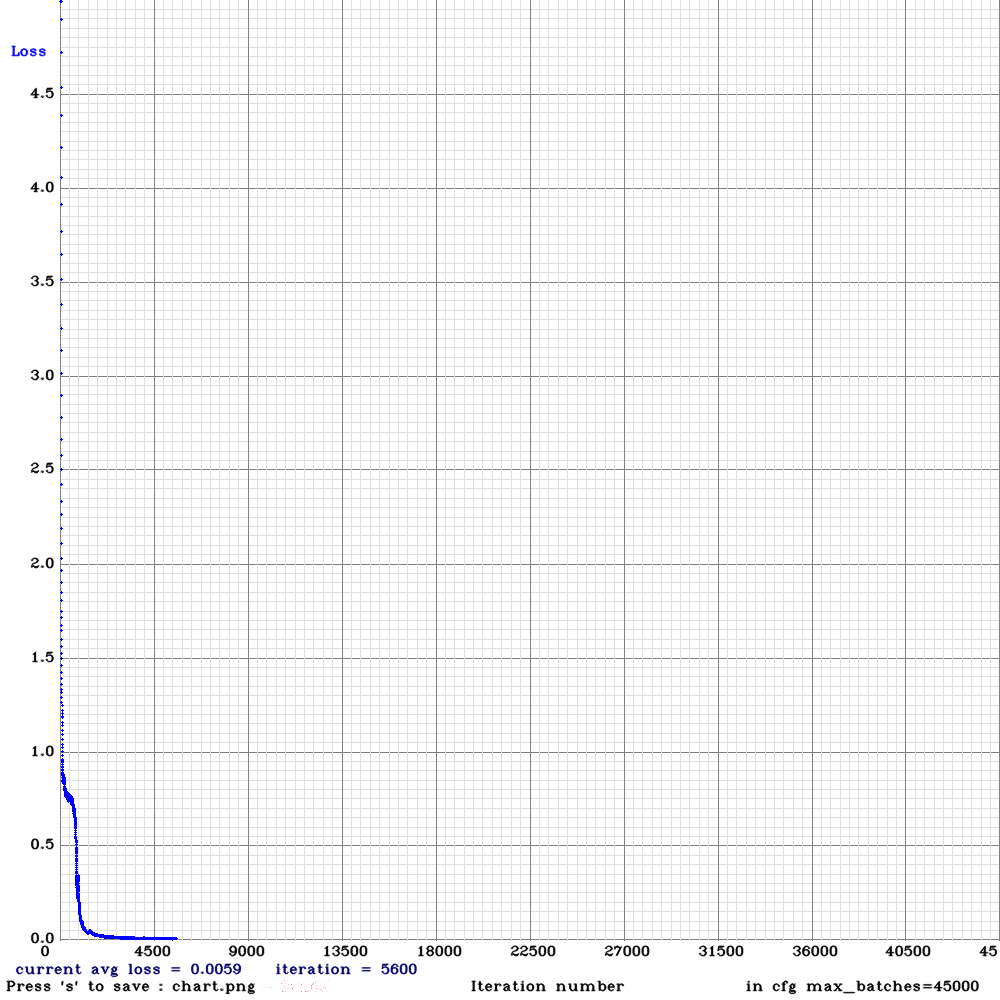 Loss
4.5
4.0
3.5
3.0
2.5
2.0
1.5
1.0
0.5
0.0
0 4500 9000 13500 18000 22500 27000 31500 36000 40500 45
current avg loss = 0.0059 iteration = 5600
Press 's' to save : chart.png Iteration number in cfg max_batches=45000